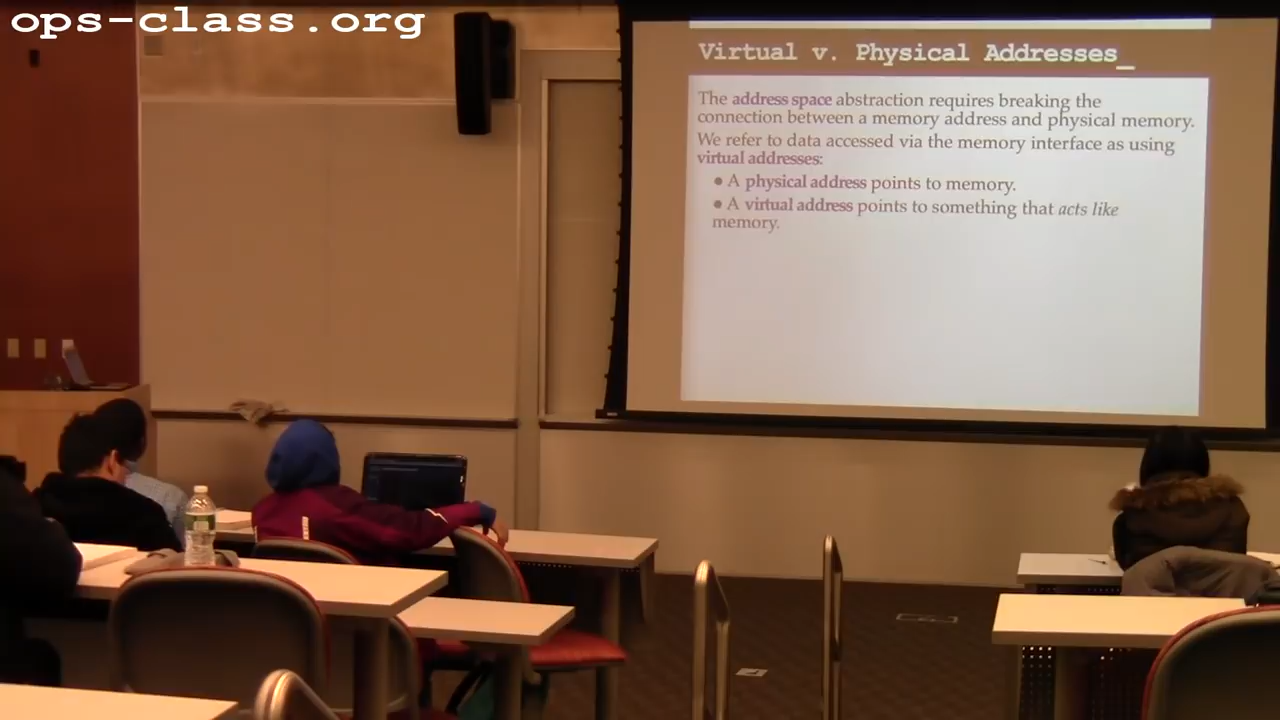 ops-class.org
Virtual v. Physical Addresses_
The address space abstraction requires breaking the
connection between a memory address and physical memory.
We refer to data accessed via the memory interface as using
virtual addresses:
● A physical address points to memory.
● A virtual address points to something that acts like
memory.